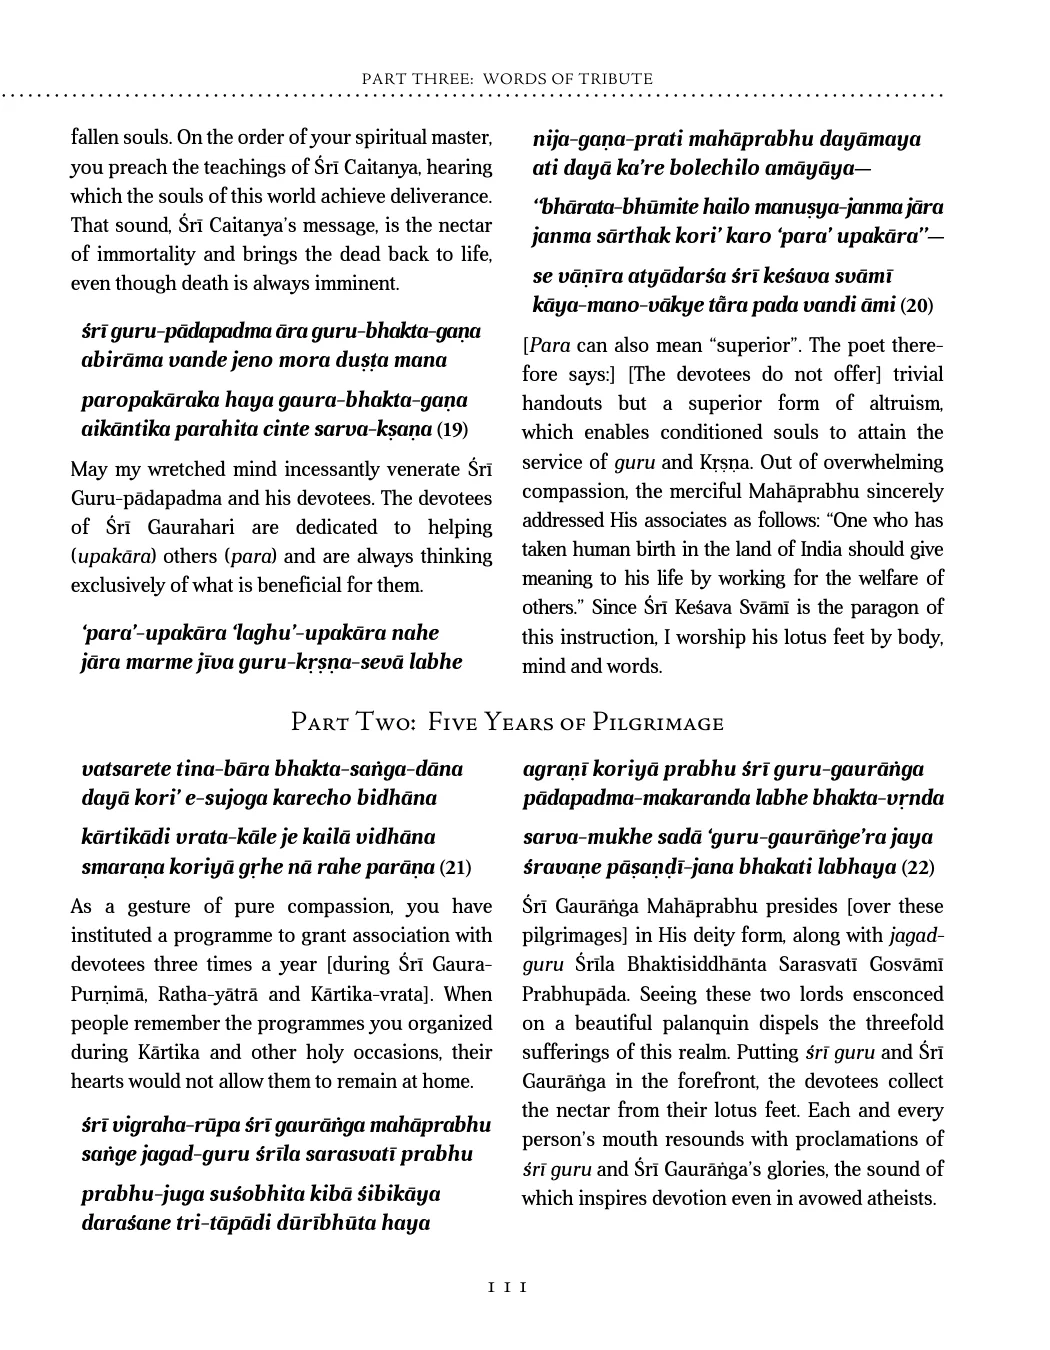 PART THREE: WORDS OF TRIBUTE
fallen souls. On the order of your spiritual master,
you preach the teachings of Śrī Caitanya, hearing
which the souls of this world achieve deliverance.
That sound, Śrī Caitanya’s message, is the nectar
of immortality and brings the dead back to life,
even though death is always imminent.
śrī guru-pādapadma āra guru-bhakta-gaṇa
abirāma vande jeno mora duṣṭa mana
paropakāraka haya gaura-bhakta-gaṇa
aikāntika parahita cinte sarva-kṣaṇa (19)
May my wretched mind incessantly venerate Śrī
Guru-pādapadma and his devotees. The devotees
of Śrī Gaurahari are dedicated to helping
(upakāra) others (para) and are always thinking
exclusively of what is beneficial for them.
‘para’-upakāra ‘laghu’-upakāra nahe
jāra marme jīva guru-kṛṣṇa-sevā labhe
nija-gaṇa-prati mahāprabhu dayāmaya
ati dayā ka’re bolechilo amāyāya—
“bhārata-bhūmite hailo manuṣya-janma jāra
janma sārthak kori’ karo ‘para’ upakāra”—
se vāṇīra atyādarśa śrī keśava svāmī
kāya-mano-vākye tā̐ra pada vandi āmi (20)
[Para can also mean “superior”. The poet there-
fore says:] [The devotees do not offer] trivial
handouts but a superior form of altruism,
which enables conditioned souls to attain the
service of guru and Kṛṣṇa. Out of overwhelming
compassion, the merciful Mahāprabhu sincerely
addressed His associates as follows: “One who has
taken human birth in the land of India should give
meaning to his life by working for the welfare of
others.” Since Śrī Keśava Svāmī is the paragon of
this instruction, I worship his lotus feet by body,
mind and words.
PART TWO: FIVE YEARS OF PILGRIMAGE
vatsarete tina-bāra bhakta-saṅga-dāna
dayā kori’ e-sujoga karecho bidhāna
kārtikādi vrata-kāle je kailā vidhāna
smaraṇa koriyā gṛhe nā rahe parāṇa (21)
As a gesture of pure compassion, you have
instituted a programme to grant association with
devotees three times a year [during Śrī Gaura-
Purṇimā, Ratha-yātrā and Kārtika-vrata]. When
people remember the programmes you organized
during Kārtika and other holy occasions, their
hearts would not allow them to remain at home.
śrī vigraha-rūpa śrī gaurāṅga mahāprabhu
saṅge jagad-guru śrīla sarasvatī prabhu
prabhu-juga suśobhita kibā śibikāya
daraśane tri-tāpādi dūrībhūta haya
agraṇī koriyā prabhu śrī guru-gaurāṅga
pādapadma-makaranda labhe bhakta-vṛnda
sarva-mukhe sadā ‘guru-gaurāṅge’ra jaya
śravaṇe pāṣaṇḍī-jana bhakati labhaya (22)
Śrī Gaurāṅga Mahāprabhu presides [over these
pilgrimages] in His deity form, along with jagad-
guru Śrīla Bhaktisiddhānta Sarasvatī Gosvāmī
Prabhupāda. Seeing these two lords ensconced
on a beautiful palanquin dispels the threefold
sufferings of this realm. Putting śrī guru and Śrī
Gaurāṅga in the forefront, the devotees collect
the nectar from their lotus feet. Each and every
person’s mouth resounds with proclamations of
śrī guru and Śrī Gaurāṅga’s glories, the sound of
which inspires devotion even in avowed atheists.
111